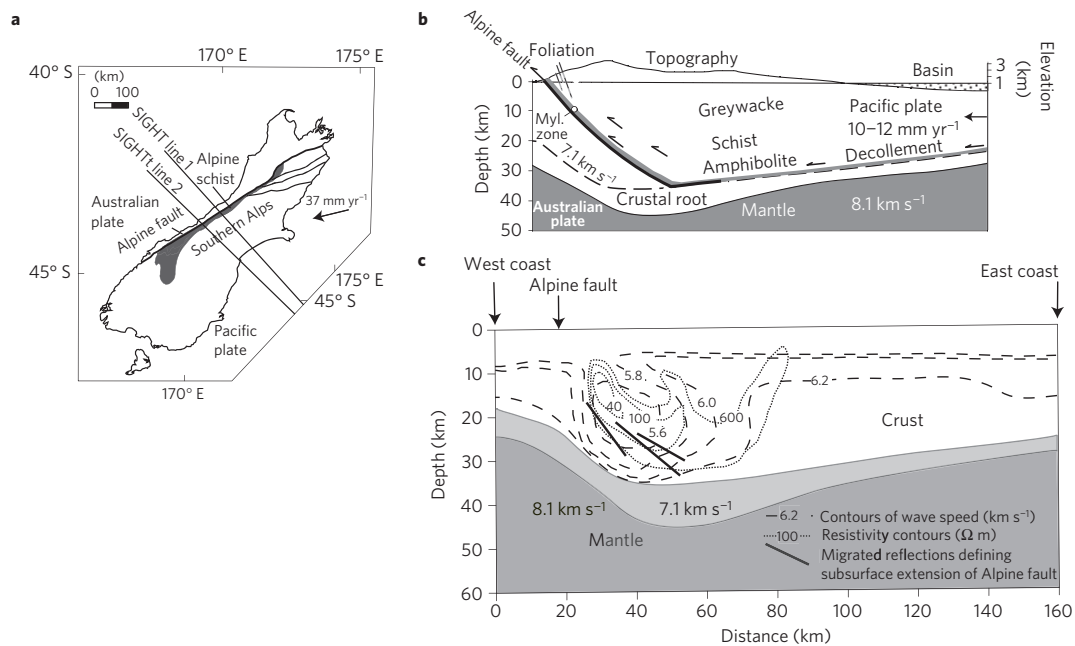 a
170° E
175° E
40° S
(km)
0 100
SIGHT line 1
SIGHTt line 2
Alpine
schist
Australian
plate
Alpine fault
Southern Alps
37 mm yr⁻¹
45° S
175° E
45° S
Pacific
plate
170° E
b
Alpine fault
Foliation
Topography
Basin
Elevation
(km)
3
1
0
10
20
30
40
50
Depth (km)
Myl.
zone
7.1 km s⁻¹
Greywacke
Schist
Amphibolite
Pacific plate
10–12 mm yr⁻¹
Decollement
Crustal root
Australian
plate
Mantle
8.1 km s⁻¹
c
West coast
Alpine fault
East coast
0
10
20
30
40
50
60
Depth (km)
5.8
40
100
5.6
6.0
600
6.2
Crust
8.1 km s⁻¹
7.1 km s⁻¹
Mantle
6.2 Contours of wave speed (km s⁻¹)
100 Resistivity contours (Ω m)
Migrated reflections defining
subsurface extension of Alpine fault
0 20 40 60 80 100 120 140 160
Distance (km)